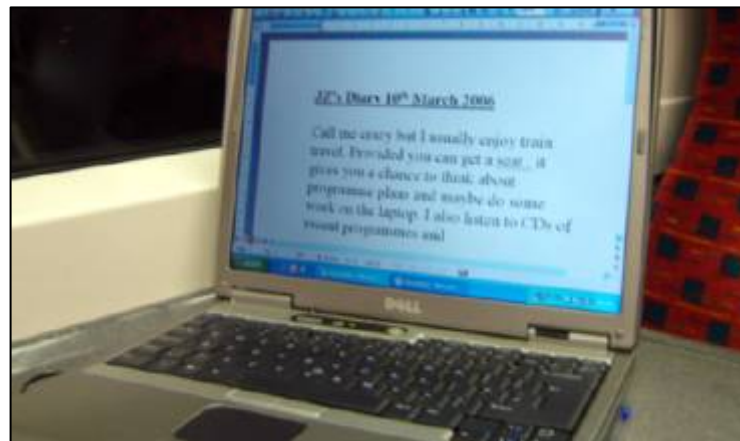 JZ's Diary 10th March 2006
Call me crazy but I usually enjoy train
travel. Provided you can get a seat,, it
gives you a chance to think about
programme plans and maybe do some
work on the laptop. I also listen to CDs of
recent programmes and
DELL